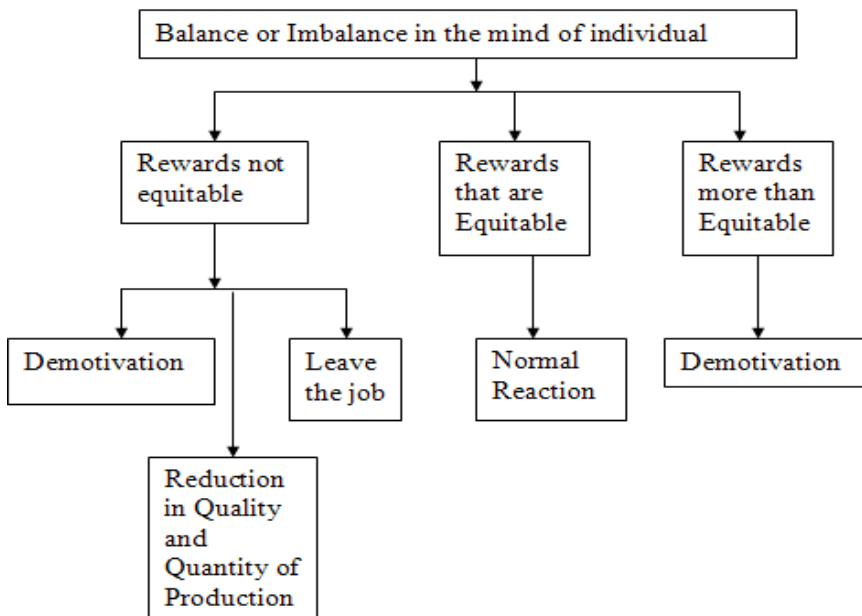 Balance or Imbalance in the mind of individual
Rewards not
equitable
Rewards
that are
Equitable
Rewards
more than
Equitable
Demotivation
Leave
the job
Normal
Reaction
Demotivation
Reduction
in Quality
and
Quantity of
Production